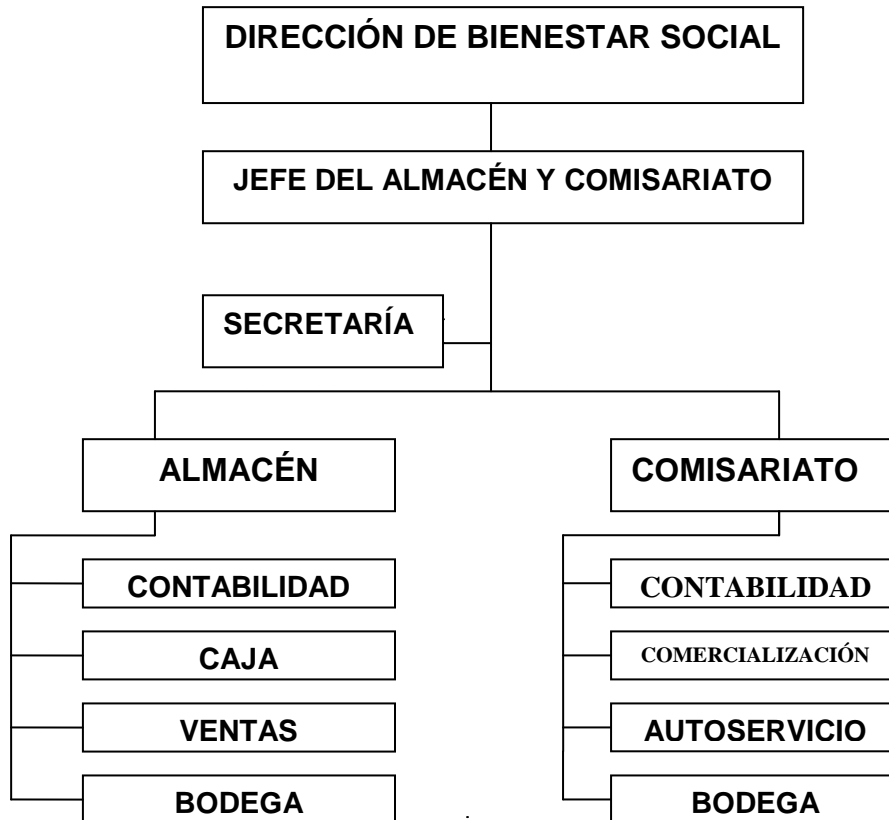 DIRECCIÓN DE BIENESTAR SOCIAL
JEFE DEL ALMACÉN Y COMISARIATO
SECRETARÍA
ALMACÉN
CONTABILIDAD
CAJA
VENTAS
BODEGA
COMISARIATO
CONTABILIDAD
COMERCIALIZACIÓN
AUTOSERVICIO
BODEGA